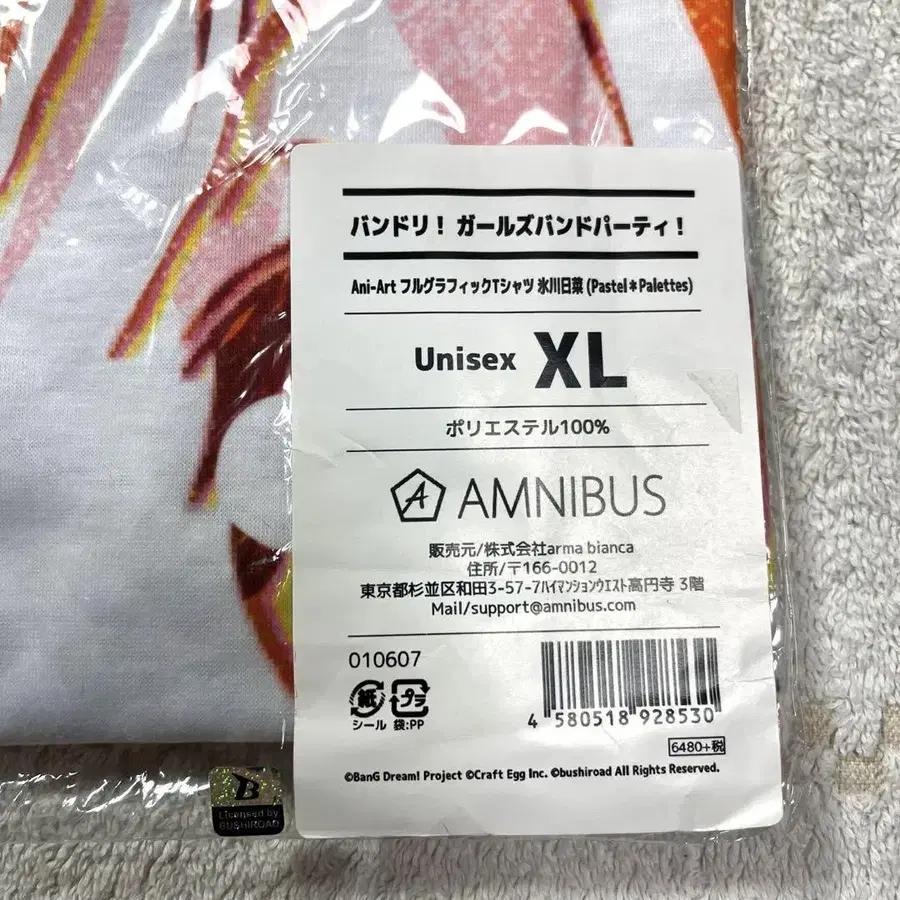 バンドリ！ ガールズバンドパーティ！
Ani-Art フルグラフィックTシャツ 氷川日菜 (Pastel＊Palettes)
Unisex XL
ポリエステル100%
A AMNIBUS
販売元/株式会社arma bianca
住所/〒166-0012
東京都杉並区和田3-57-7ﾊｲﾏﾝｼｮﾝｳｴｽﾄ高円寺 3階
Mail/support@amnibus.com
010607
紙 プラ
シール 袋:PP
4 580518 928530
6480+税
©BanG Dream! Project ©Craft Egg Inc. ©bushiroad All Rights Reserved.
B
Licensed by
BUSHIROAD